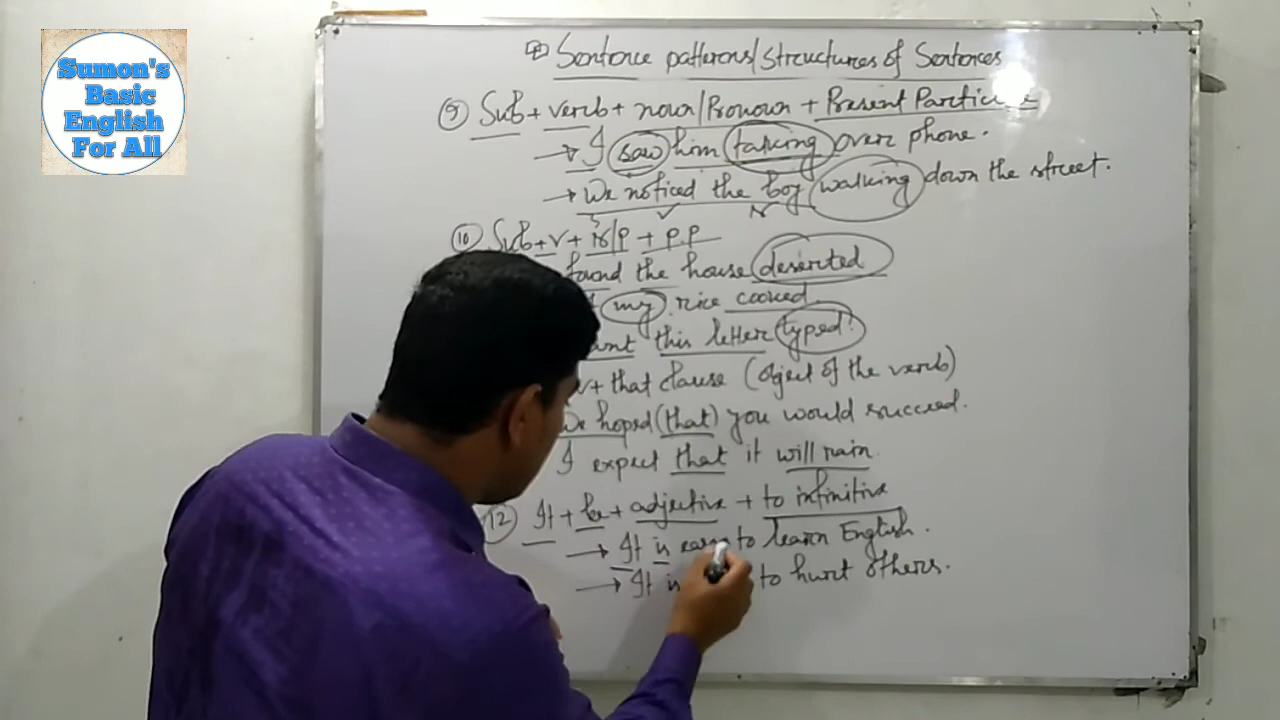 Sumon's
Basic
English
For All
Sentence patterns/Structures of Sentences
9 Sub + verb + noun/Pronoun + Present Participle
→ I saw him talking over phone.
→ We noticed the boy walking down the street.
10 Sub + v + N/P + P.P
found the house deserted
my rice cooked.
this letter typed.
v + that clause (object of the verb)
We hoped (that) you would succeed.
I expect that it will rain.
12 It + be + adjective + to infinitive
→ It is easy to learn English.
→ It is to hurt others.